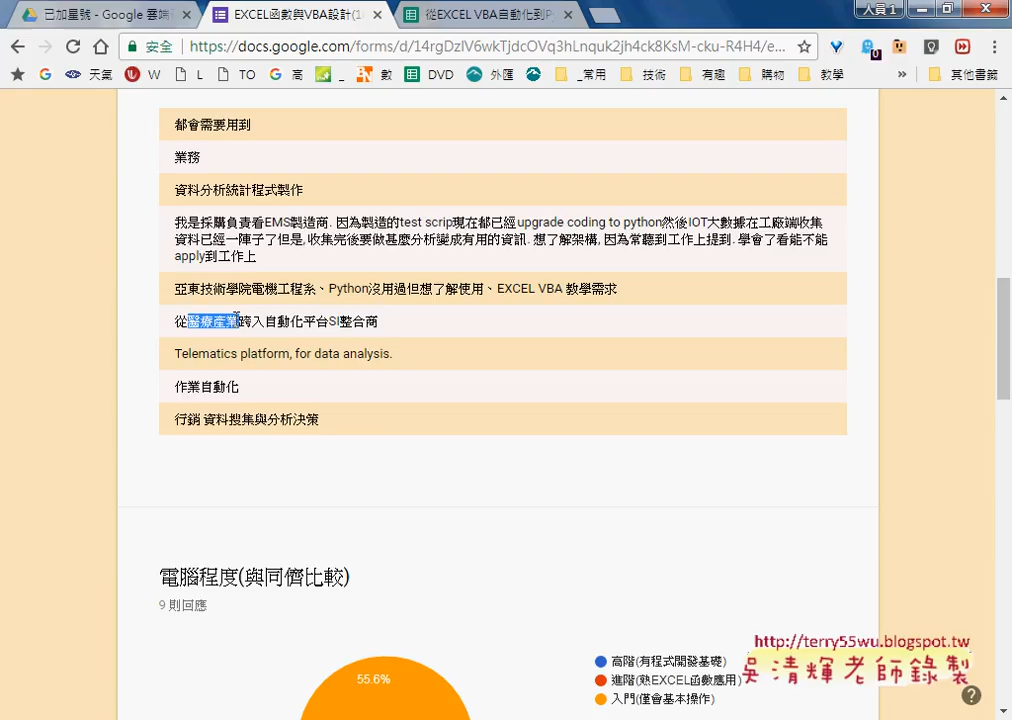 已加星號 - Google 雲端
EXCEL函數與VBA設計(1
從EXCEL VBA自動化到P
人員 1
安全
https://docs.google.com/forms/d/14rgDzlV6wkTjdcOVq3hLnquk2jh4ck8KsM-cku-R4H4/e...
天氣
W
L
TO
高
_
數
DVD
外匯
_常用
技術
有趣
購物
教學
»
其他書籤
都會需要用到
業務
資料分析統計程式製作
我是採購負責看EMS製造商. 因為製造的test scrip現在都已經upgrade coding to python然後IOT大數據在工廠端收集
資料已經一陣子了但是, 收集完後要做甚麼分析變成有用的資訊. 想了解架構, 因為常聽到工作上提到. 學會了看能不能
apply到工作上
亞東技術學院電機工程系、Python沒用過但想了解使用、EXCEL VBA 教學需求
從醫療產業跨入自動化平台SI整合商
Telematics platform, for data analysis.
作業自動化
行銷 資料搜集與分析決策
電腦程度(與同儕比較)
9 則回應
55.6%
高階(有程式開發基礎)
進階(熟EXCEL函數應用)
入門(僅會基本操作)
http://terry55wu.blogspot.tw
吳清輝老師錄製